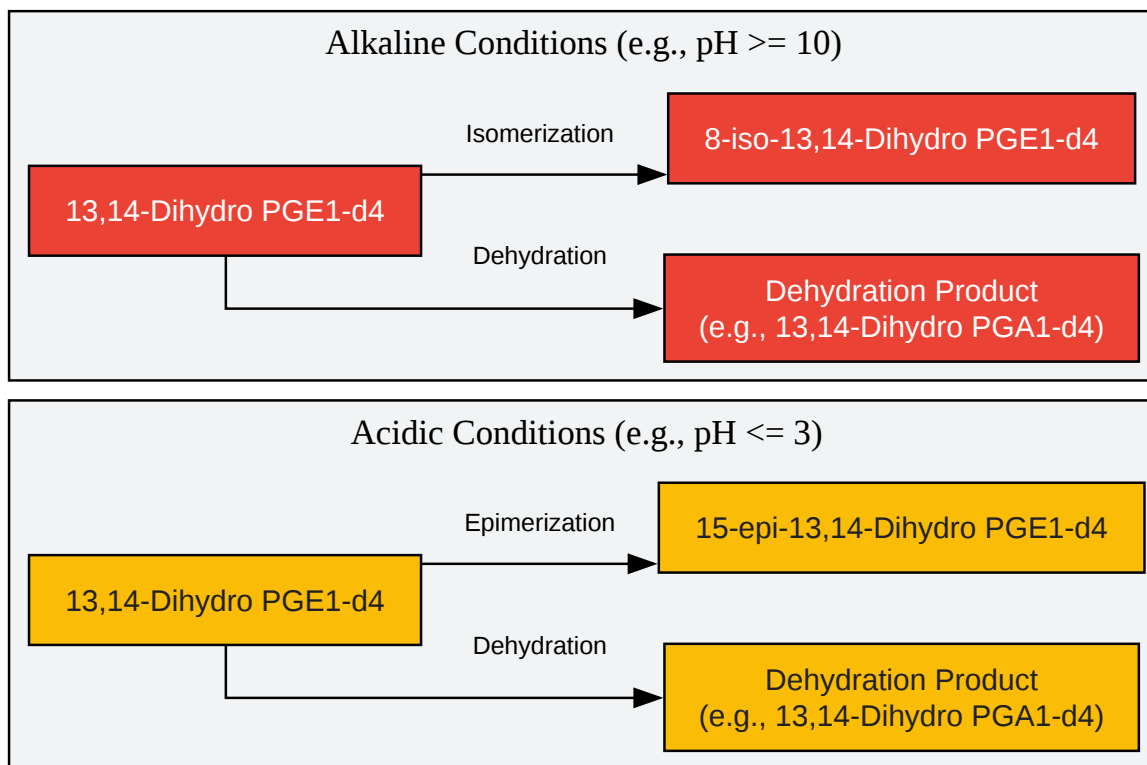 Alkaline Conditions (e.g., pH >= 10)
Isomerization
8-iso-13,14-Dihydro PGE1-d4
13,14-Dihydro PGE1-d4
Dehydration
Dehydration Product
(e.g., 13,14-Dihydro PGA1-d4)
Acidic Conditions (e.g., pH <= 3)
Epimerization
15-epi-13,14-Dihydro PGE1-d4
13,14-Dihydro PGE1-d4
Dehydration
Dehydration Product
(e.g., 13,14-Dihydro PGA1-d4)